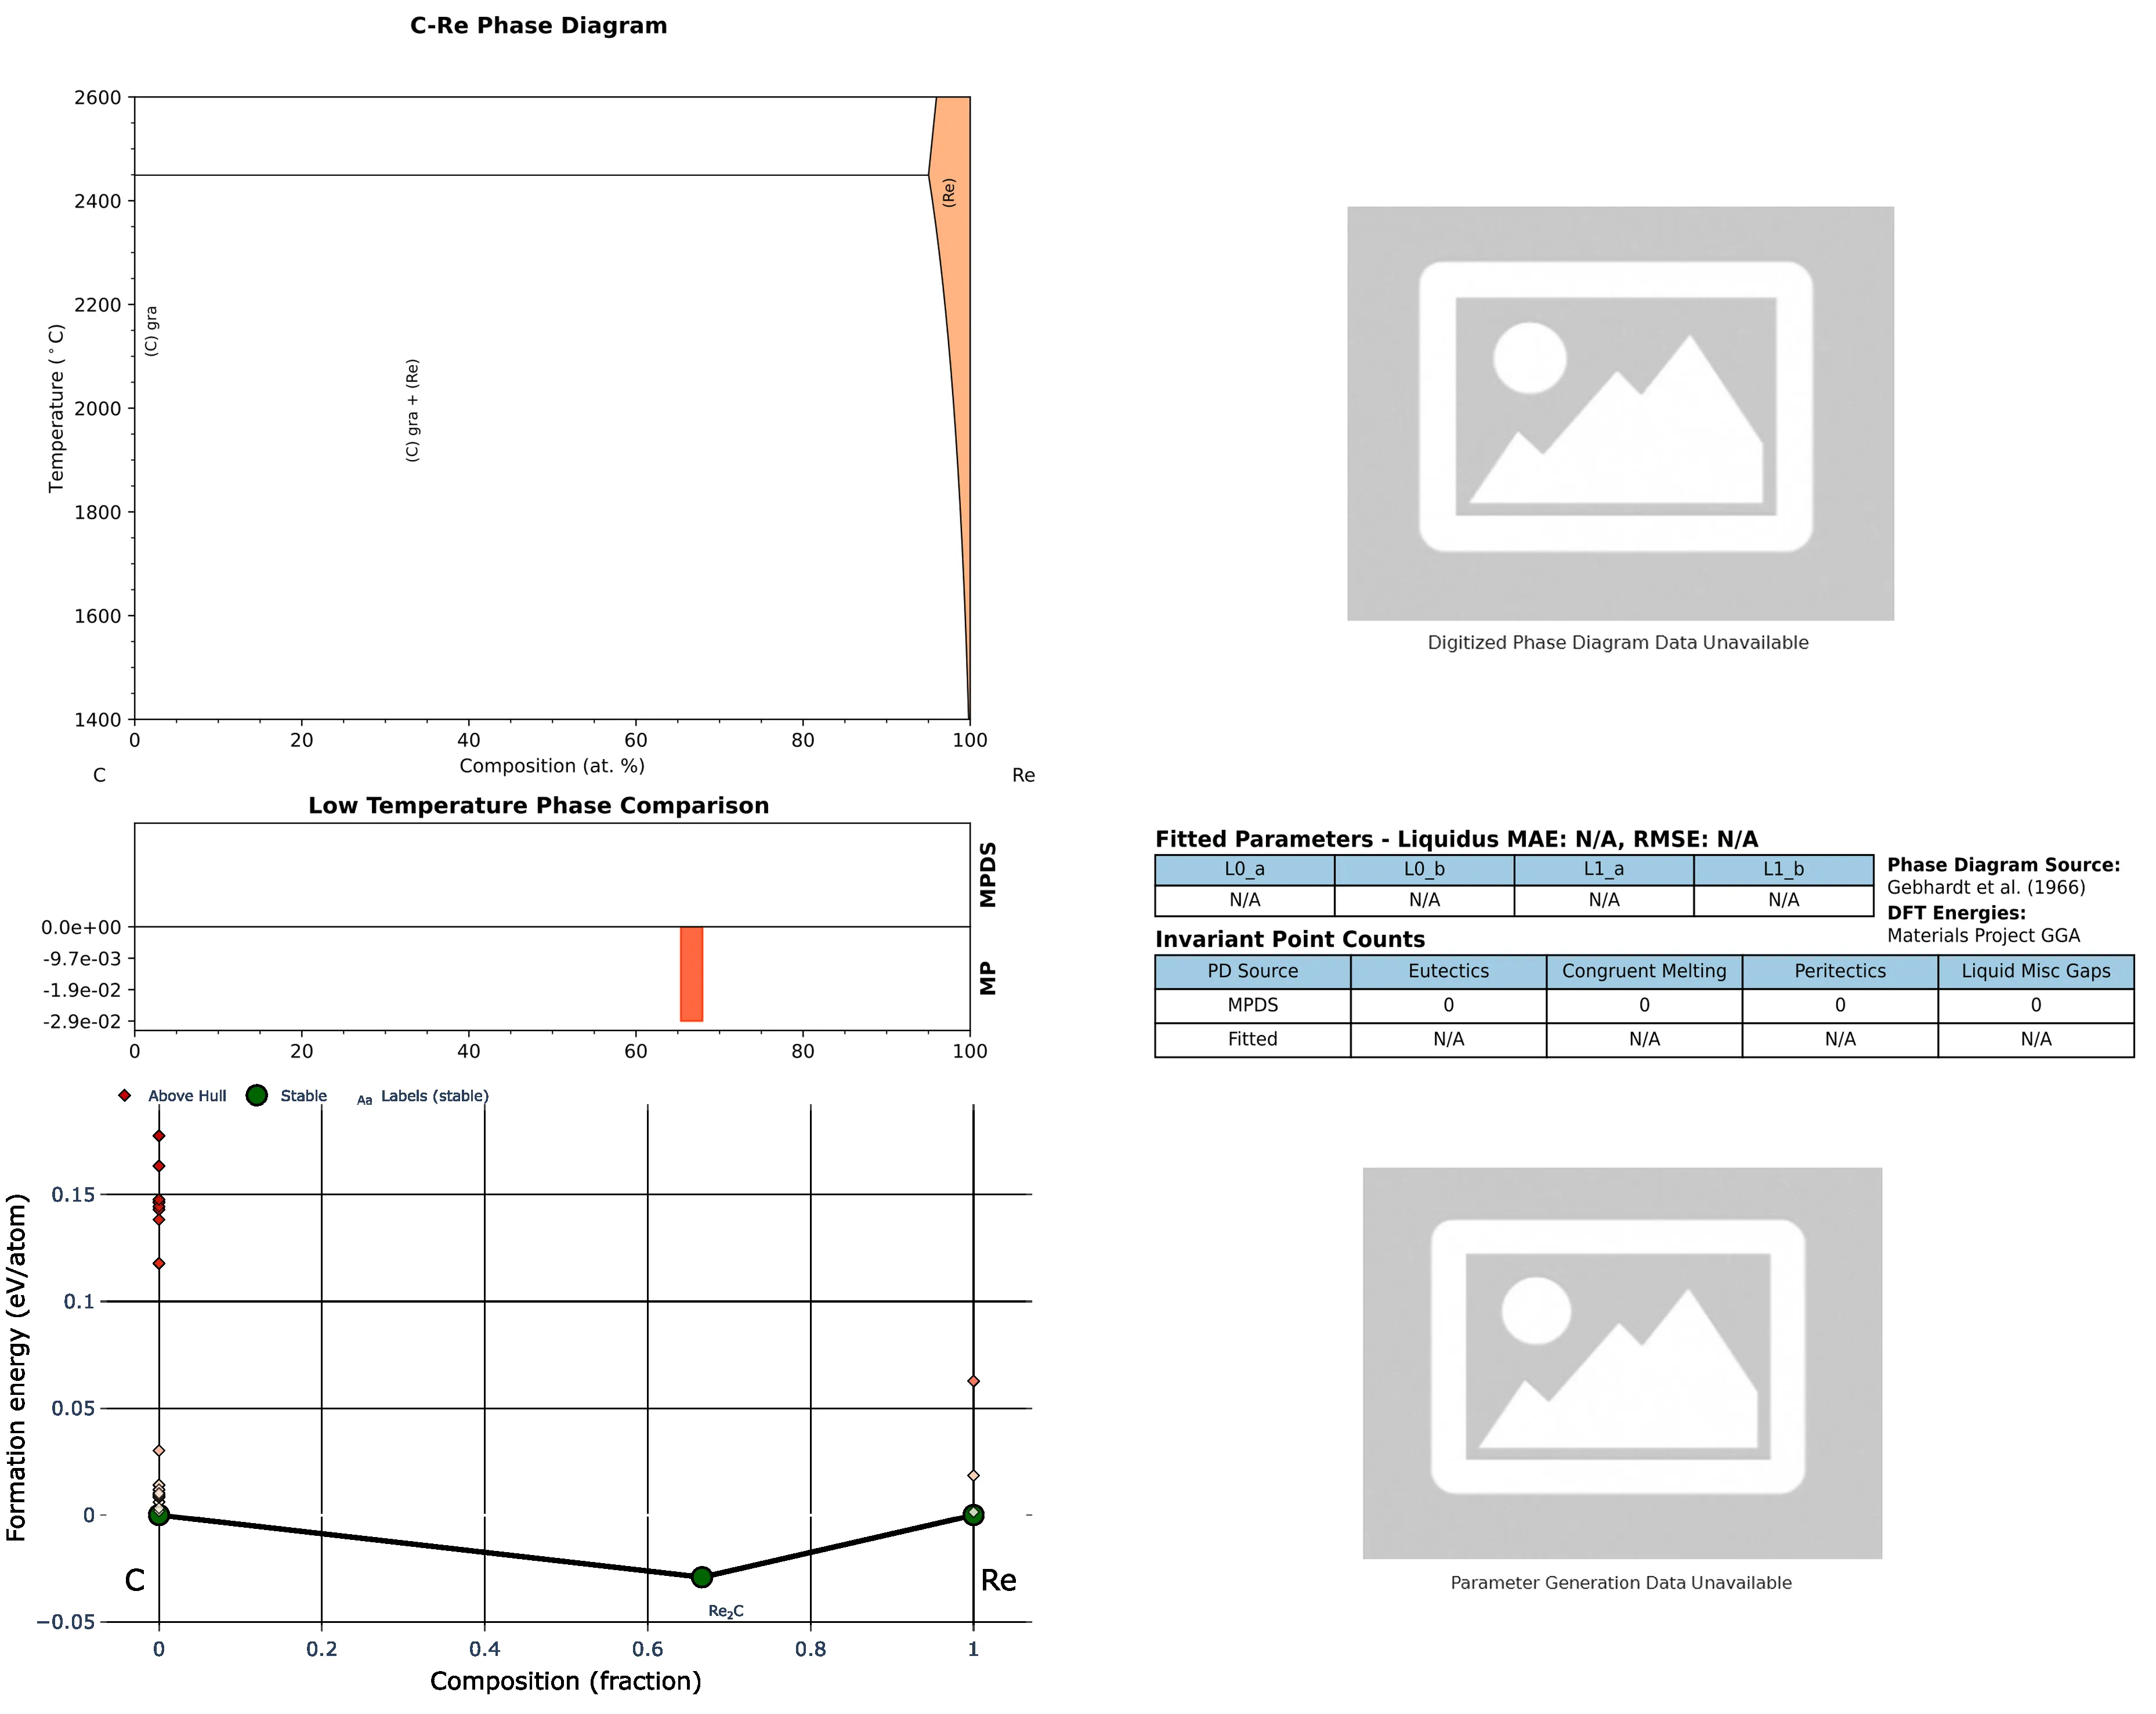 C-Re Phase Diagram
2600
2400
2200
2000
1800
1600
1400
Temperature (°C)
(C) gra
(C) gra + (Re)
(Re)
0 20 40 60 80 100
Composition (at. %)
C Re
Digitized Phase Diagram Data Unavailable
Low Temperature Phase Comparison
MPDS
MP
0.0e+00
-9.7e-03
-1.9e-02
-2.9e-02
0 20 40 60 80 100
Fitted Parameters - Liquidus MAE: N/A, RMSE: N/A
L0_a L0_b L1_a L1_b
N/A N/A N/A N/A
Phase Diagram Source:
Gebhardt et al. (1966)
DFT Energies:
Materials Project GGA
Invariant Point Counts
PD Source Eutectics Congruent Melting Peritectics Liquid Misc Gaps
MPDS 0 0 0 0
Fitted N/A N/A N/A N/A
Above Hull Stable Aa Labels (stable)
0.15
0.1
0.05
0
−0.05
Formation energy (eV/atom)
C Re
Re₂C
0 0.2 0.4 0.6 0.8 1
Composition (fraction)
Parameter Generation Data Unavailable